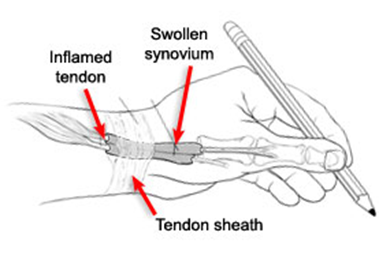 Inflamed
tendon
Swollen
synovium
Tendon sheath